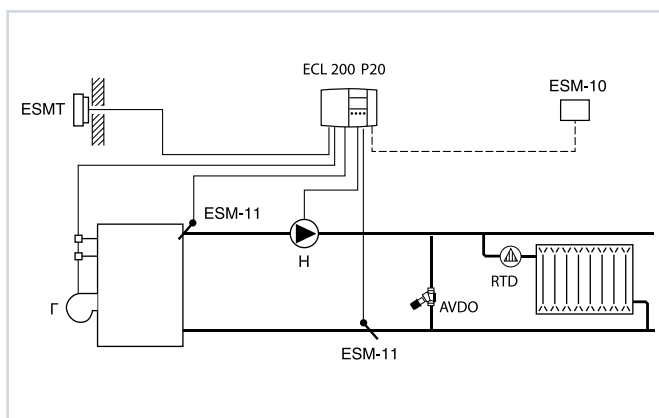 ECL 200 P20
ESMT
ESM-10
ESM-11
Н
RTD
Г
AVDO
ESM-11